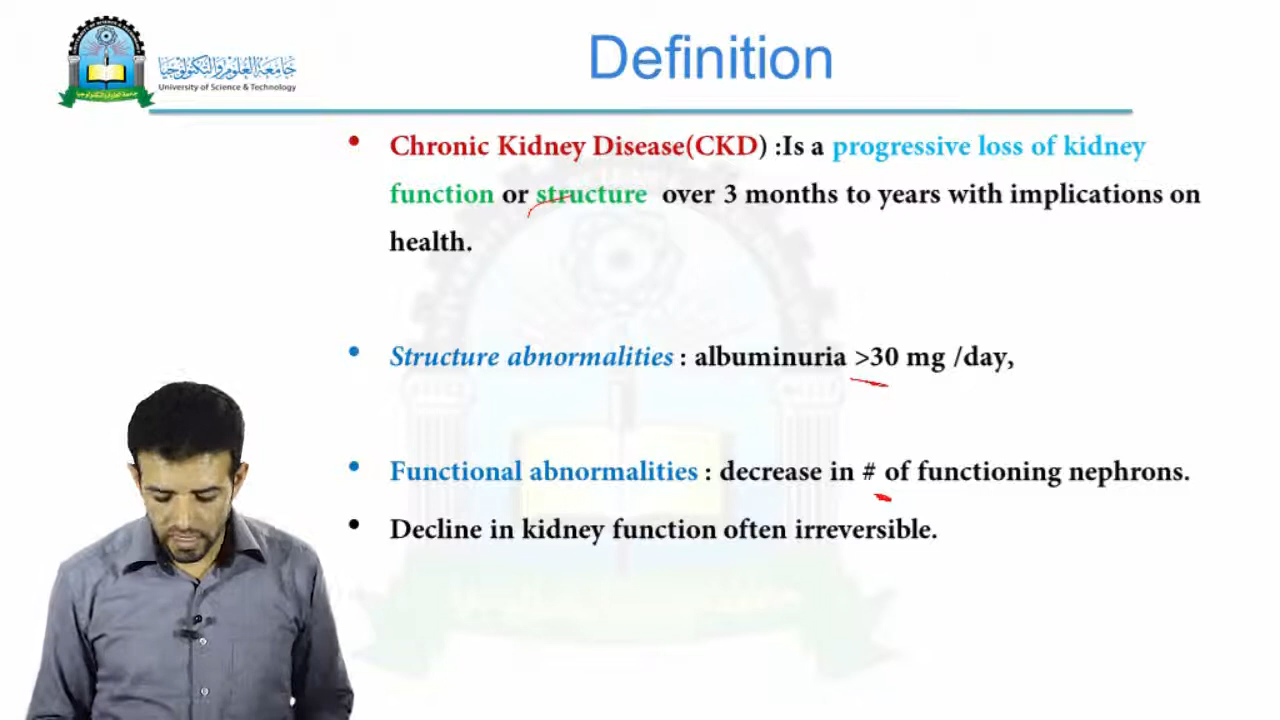 Definition
جامعة العلوم والتكنولوجيا
University of Science & Technology
• Chronic Kidney Disease(CKD) :Is a progressive loss of kidney
function or structure over 3 months to years with implications on
health.
• Structure abnormalities : albuminuria >30 mg /day,
• Functional abnormalities : decrease in # of functioning nephrons.
• Decline in kidney function often irreversible.